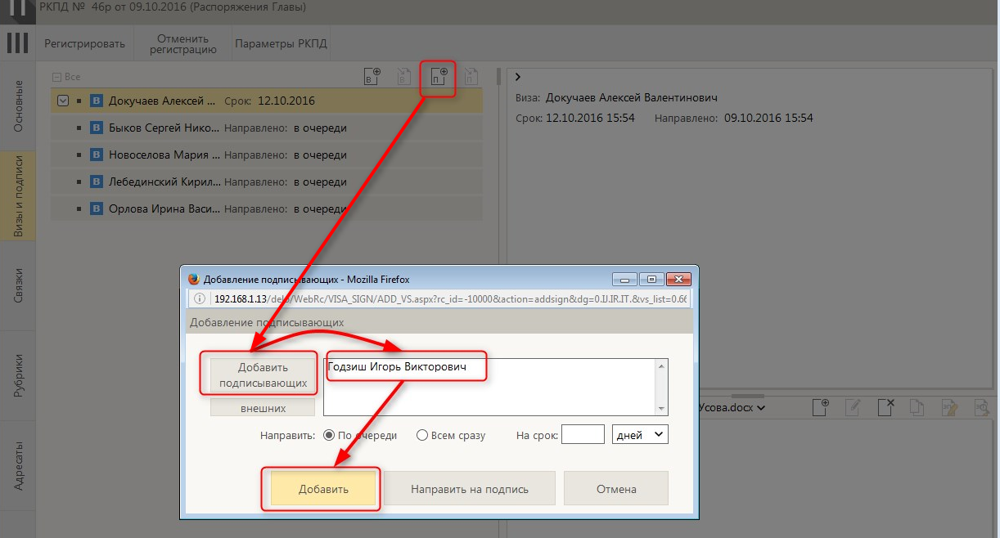 РКПД № 46р от 09.10.2016 (Распоряжения Главы)
Регистрировать
Отменить
регистрацию
Параметры РКПД
Основные
Визы и подписи
Связки
Рубрики
Адресаты
Все
В
В
П
П
В Докучаев Алексей ... Срок: 12.10.2016
В Быков Сергей Нико... Направлено: в очереди
В Новоселова Мария ... Направлено: в очереди
В Лебединский Кирил... Направлено: в очереди
В Орлова Ирина Васи... Направлено: в очереди
Виза: Докучаев Алексей Валентинович
Срок: 12.10.2016 15:54 Направлено: 09.10.2016 15:54
Усова.docx
Добавление подписывающих - Mozilla Firefox
192.168.1.13/delo/WebRc/VISA_SIGN/ADD_VS.aspx?rc_id=-10000&action=addsign&dg=0.IJ.IR.IT.&vs_list=0.66
Добавление подписывающих
Добавить
подписывающих
внешних
Годзиш Игорь Викторович
Направить: По очереди Всем сразу На срок: дней
Добавить
Направить на подпись
Отмена